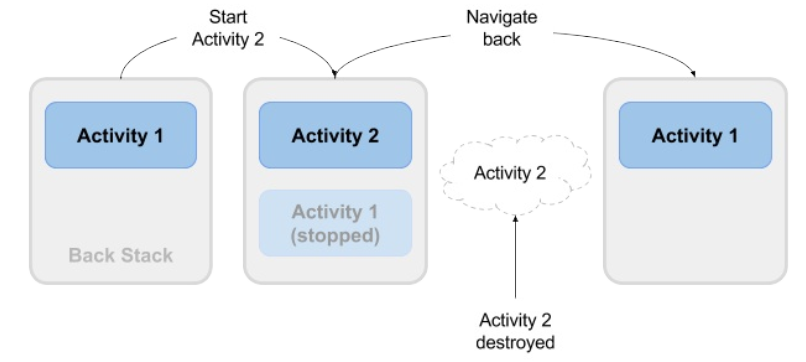 Start
Activity 2
Navigate
back
Activity 1
Back Stack
Activity 2
Activity 1
(stopped)
Activity 2
Activity 2
destroyed
Activity 1